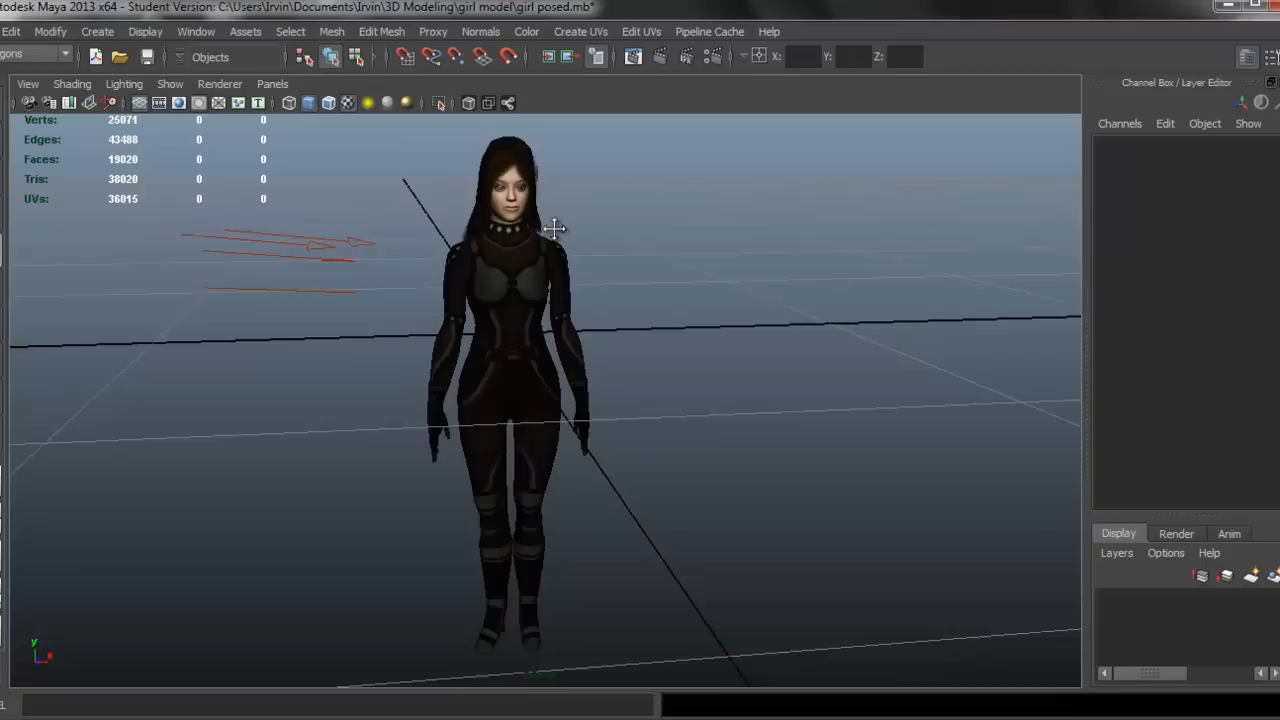 todesk Maya 2013 x64 - Student Version: C:\Users\Irvin\Documents\Irvin\3D Modeling\girl model\girl posed.mb*
Edit Modify Create Display Window Assets Select Mesh Edit Mesh Proxy Normals Color Create UVs Edit UVs Pipeline Cache Help
gons Objects X: Y: Z:
View Shading Lighting Show Renderer Panels
Channel Box / Layer Editor
Channels Edit Object Show
Verts: 25071 0 0
Edges: 43488 0 0
Faces: 19020 0 0
Tris: 38020 0 0
UVs: 36015 0 0
Display Render Anim
Layers Options Help
y
x
EL